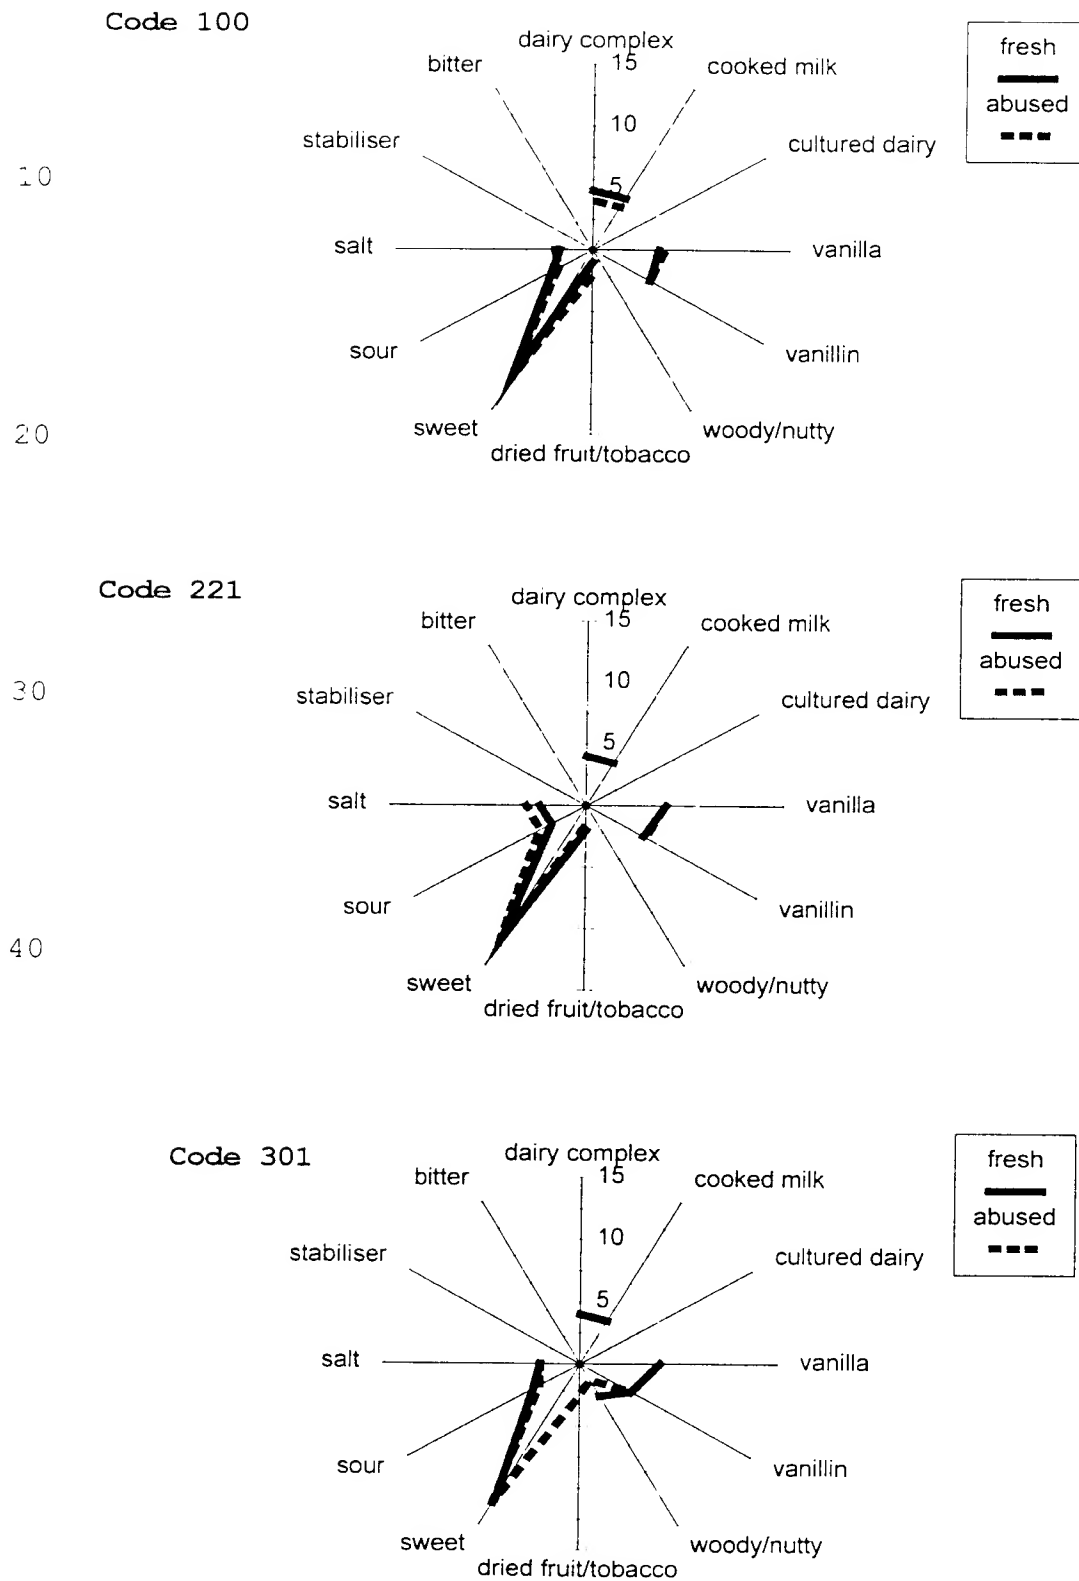 Code 100
dairy complex
15
bitter
cooked milk
fresh
abused
10
stabiliser
cultured dairy
10
5
salt
vanilla
sour
vanillin
20
sweet
woody/nutty
dried fruit/tobacco
Code 221
dairy complex
15
bitter
cooked milk
fresh
abused
30
10
stabiliser
cultured dairy
5
salt
vanilla
sour
vanillin
40
sweet
woody/nutty
dried fruit/tobacco
Code 301
dairy complex
15
bitter
cooked milk
fresh
abused
10
stabiliser
cultured dairy
5
salt
vanilla
sour
vanillin
sweet
woody/nutty
dried fruit/tobacco